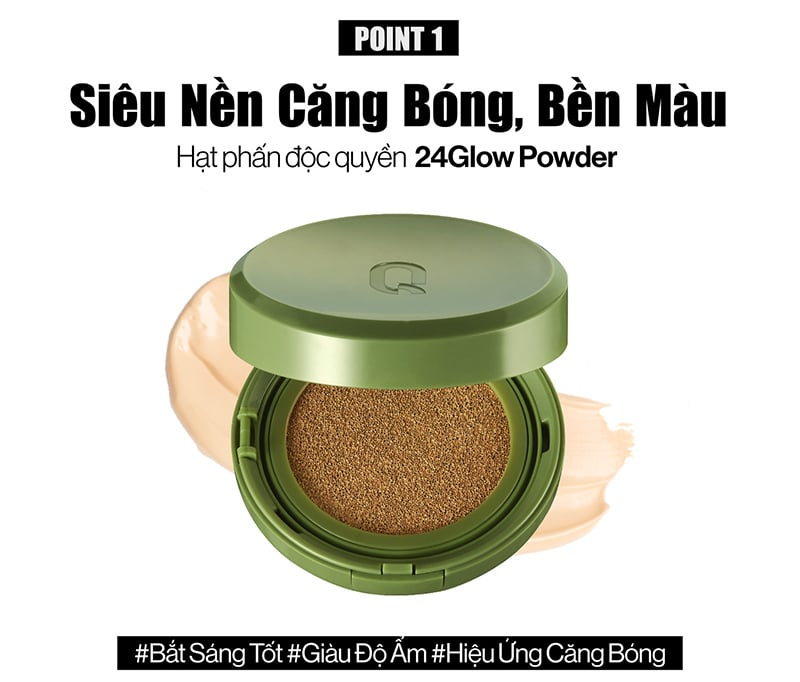 POINT 1
Siêu Nền Căng Bóng, Bền Màu
Hạt phấn độc quyền 24Glow Powder
Q
#Bắt Sáng Tốt #Giàu Độ Ẩm #Hiệu Ứng Căng Bóng